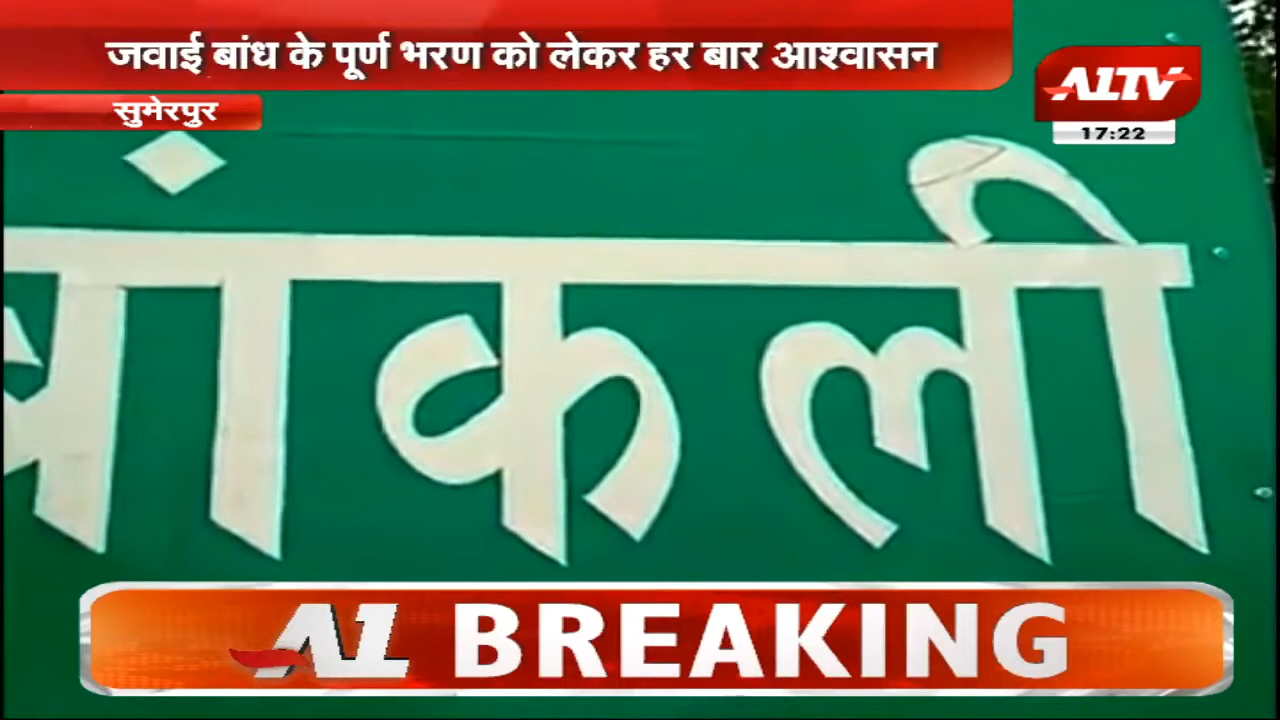 जवाई बांध के पूर्ण भरण को लेकर हर बार आश्वासन
ALTV
सुमेरपुर
17:22
बांकली
AL BREAKING